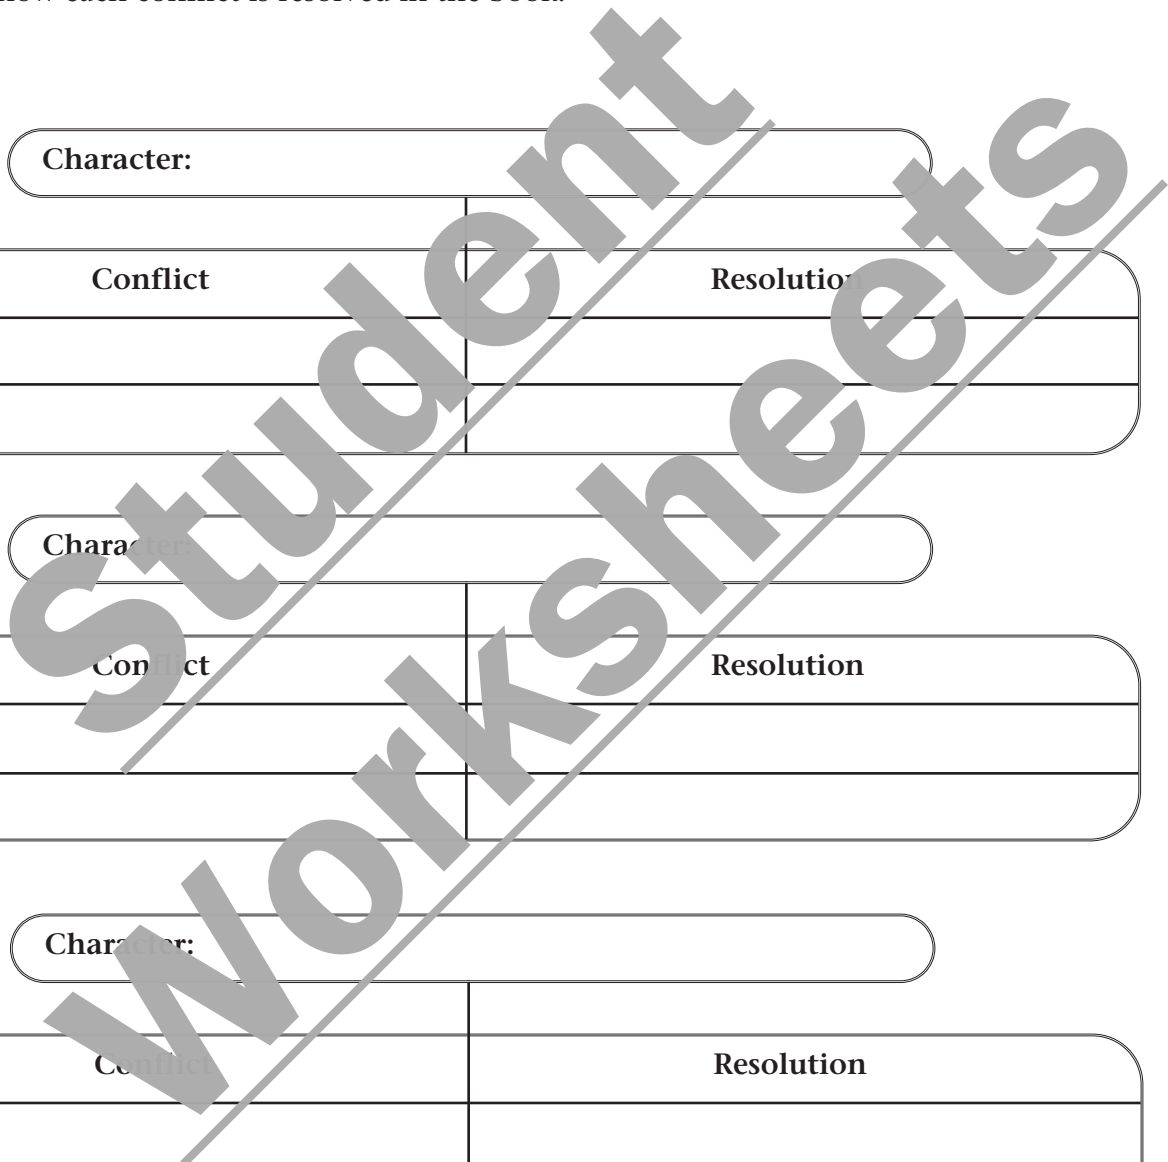 how each conflict is resolved in the book.
Character:
Conflict Resolution
Character:
Conflict Resolution
Character:
Conflict Resolution
Student
Worksheets